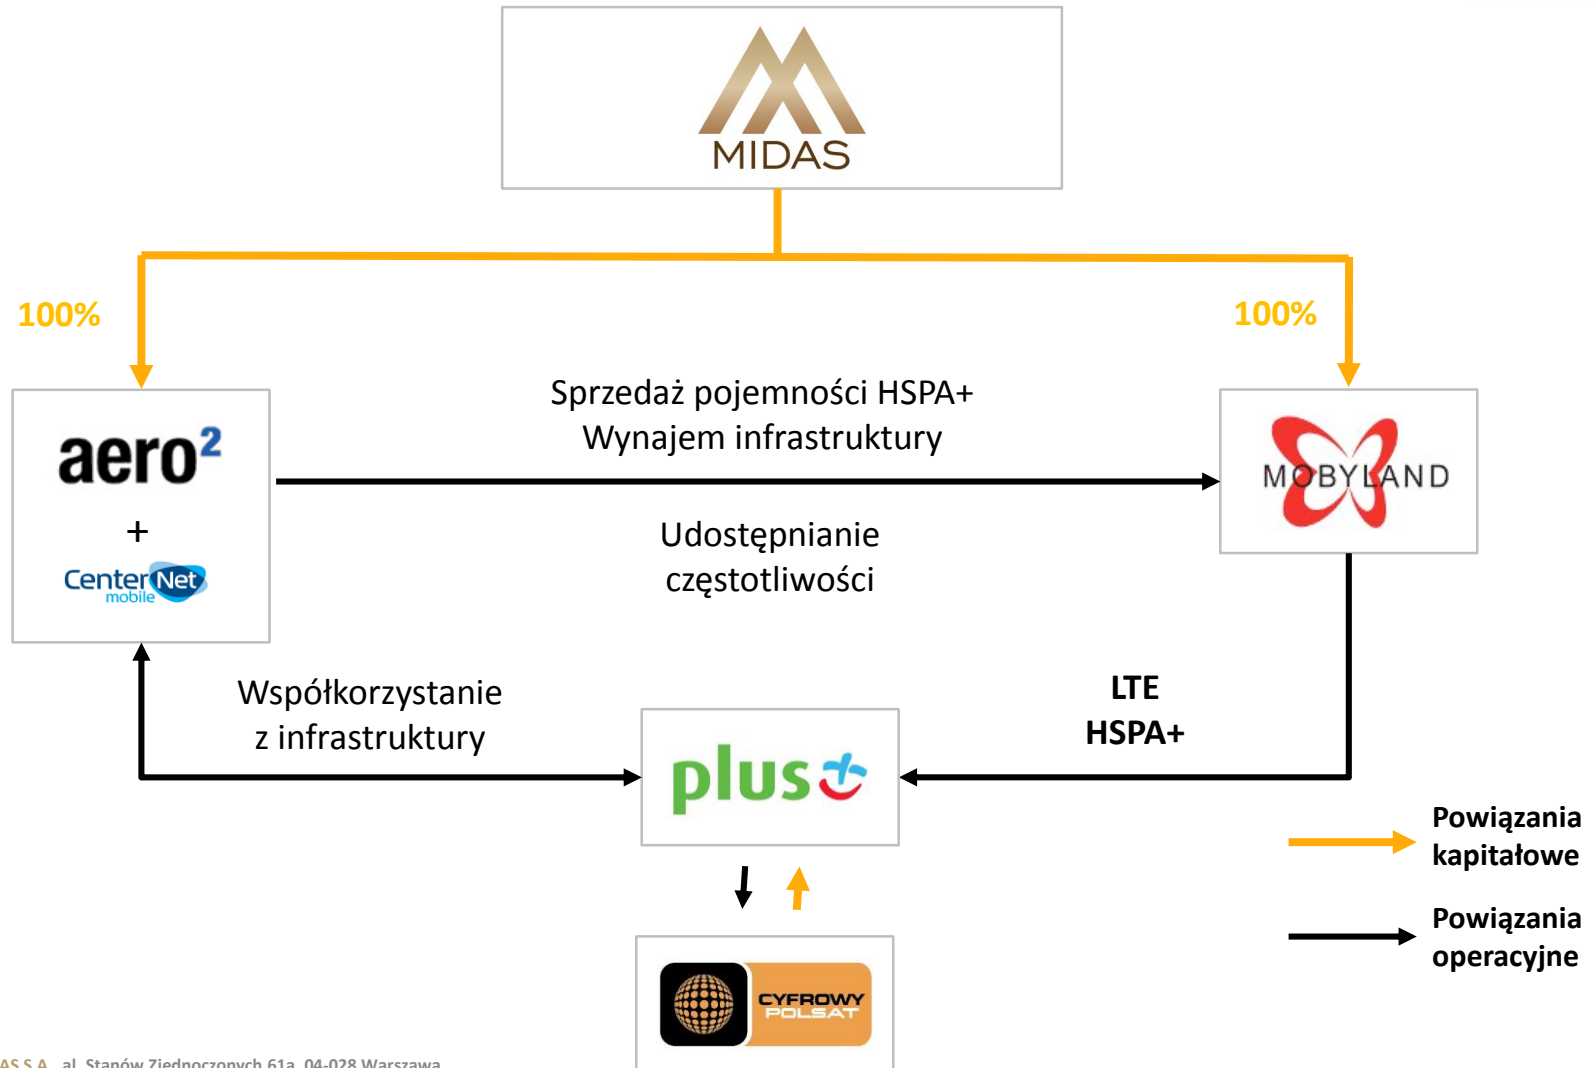 MIDAS
100%
100%
Sprzedaż pojemności HSPA+
Wynajem infrastruktury
aero²
+
CenterNet
mobile
MOBYLAND
Udostępnianie
częstotliwości
Współkorzystanie
z infrastruktury
LTE
HSPA+
plus
Powiązania
kapitałowe
Powiązania
operacyjne
CYFROWY
POLSAT
AS S.A. al. Stanów Zjednoczonych 61a, 04-028 Warszawa